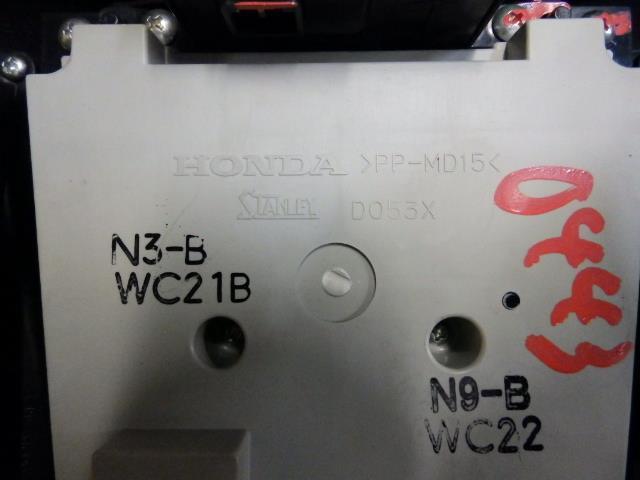 HONDA >PP-MD15<
STANLEY D053X
N3-B
WC21B
N9-B
WC22